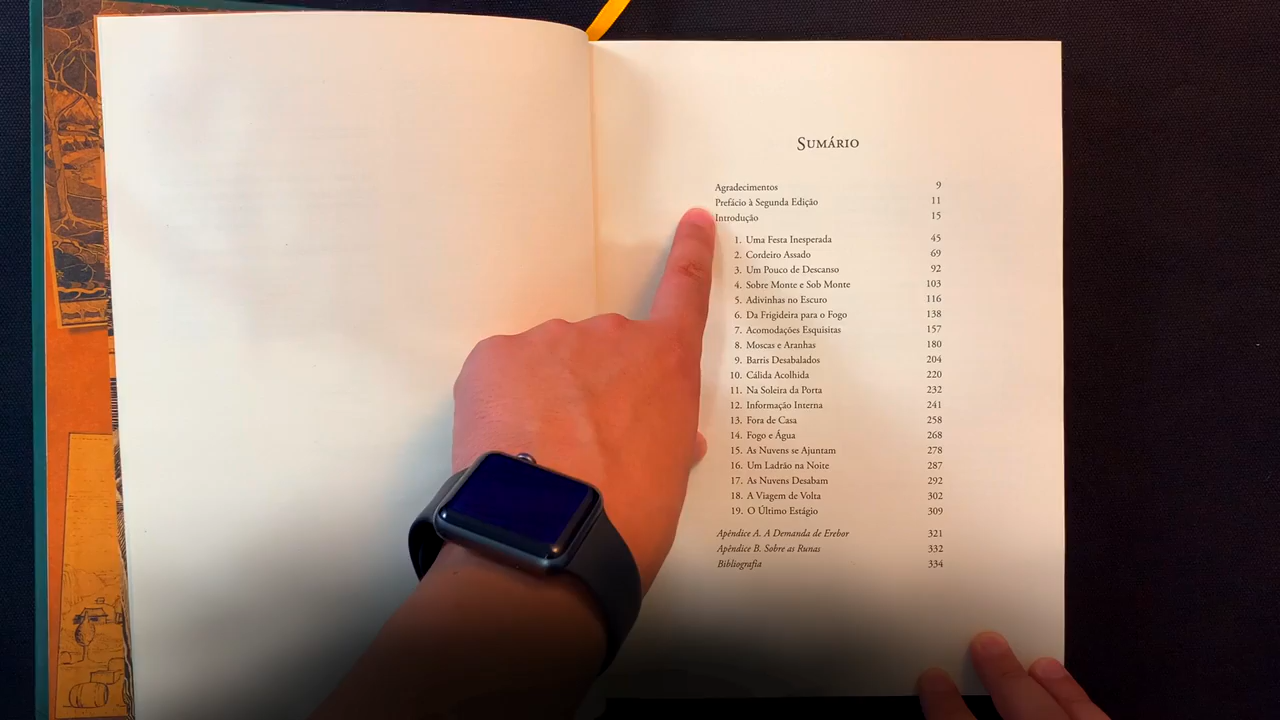 Sumário
Agradecimentos 9
Prefácio à Segunda Edição 11
Introdução 15
1. Uma Festa Inesperada 45
2. Cordeiro Assado 69
3. Um Pouco de Descanso 92
4. Sobre Monte e Sob Monte 103
5. Adivinhas no Escuro 116
6. Da Frigideira para o Fogo 138
7. Acomodações Esquisitas 157
8. Moscas e Aranhas 180
9. Barris Desabalados 204
10. Cálida Acolhida 220
11. Na Soleira da Porta 232
12. Informação Interna 241
13. Fora de Casa 258
14. Fogo e Água 268
15. As Nuvens se Ajuntam 278
16. Um Ladrão na Noite 287
17. As Nuvens Desabam 292
18. A Viagem de Volta 302
19. O Último Estágio 309
Apêndice A. A Demanda de Erebor 321
Apêndice B. Sobre as Runas 332
Bibliografia 334